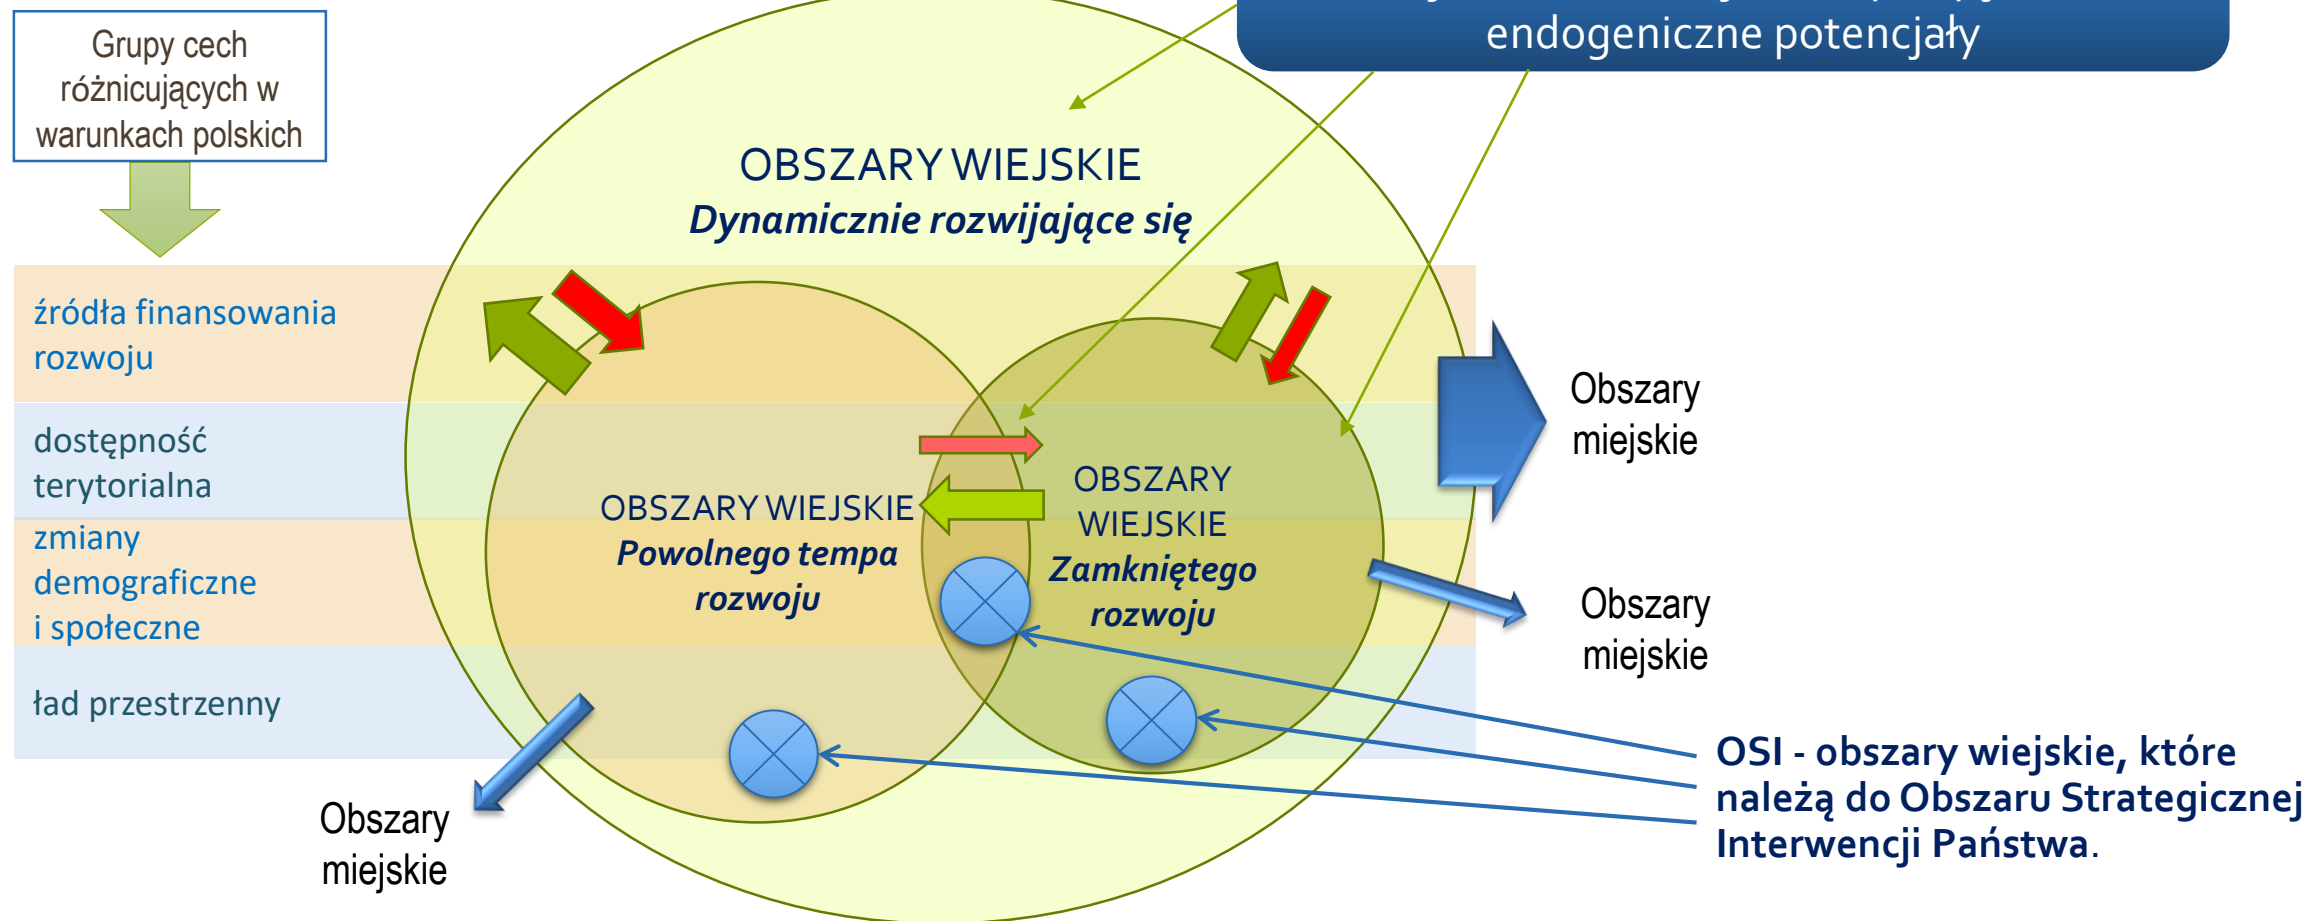 endogeniczne potencjały
Grupy cech
różnicujących w
warunkach polskich
OBSZARY WIEJSKIE
Dynamicznie rozwijające się
źródła finansowania
rozwoju
dostępność
terytorialna
zmiany
demograficzne
i społeczne
ład przestrzenny
OBSZARY WIEJSKIE
Powolnego tempa
rozwoju
OBSZARY
WIEJSKIE
Zamkniętego
rozwoju
Obszary
miejskie
Obszary
miejskie
Obszary
miejskie
OSI - obszary wiejskie, które
należą do Obszaru Strategicznej
Interwencji Państwa.